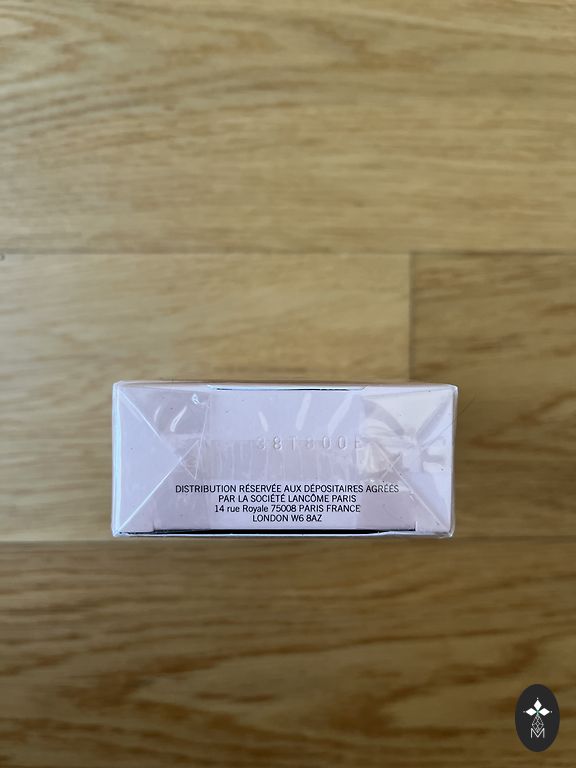 DISTRIBUTION RÉSERVÉE AUX DÉPOSITAIRES AGRÉÉS
PAR LA SOCIÉTÉ LANCÔME PARIS
14 rue Royale 75008 PARIS FRANCE
LONDON W6 8AZ
M